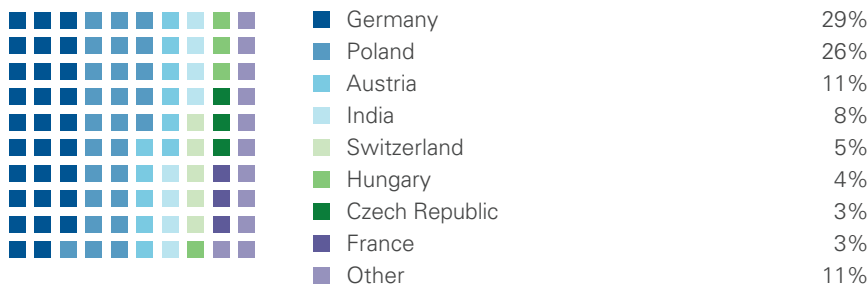 Germany 29%
Poland 26%
Austria 11%
India 8%
Switzerland 5%
Hungary 4%
Czech Republic 3%
France 3%
Other 11%